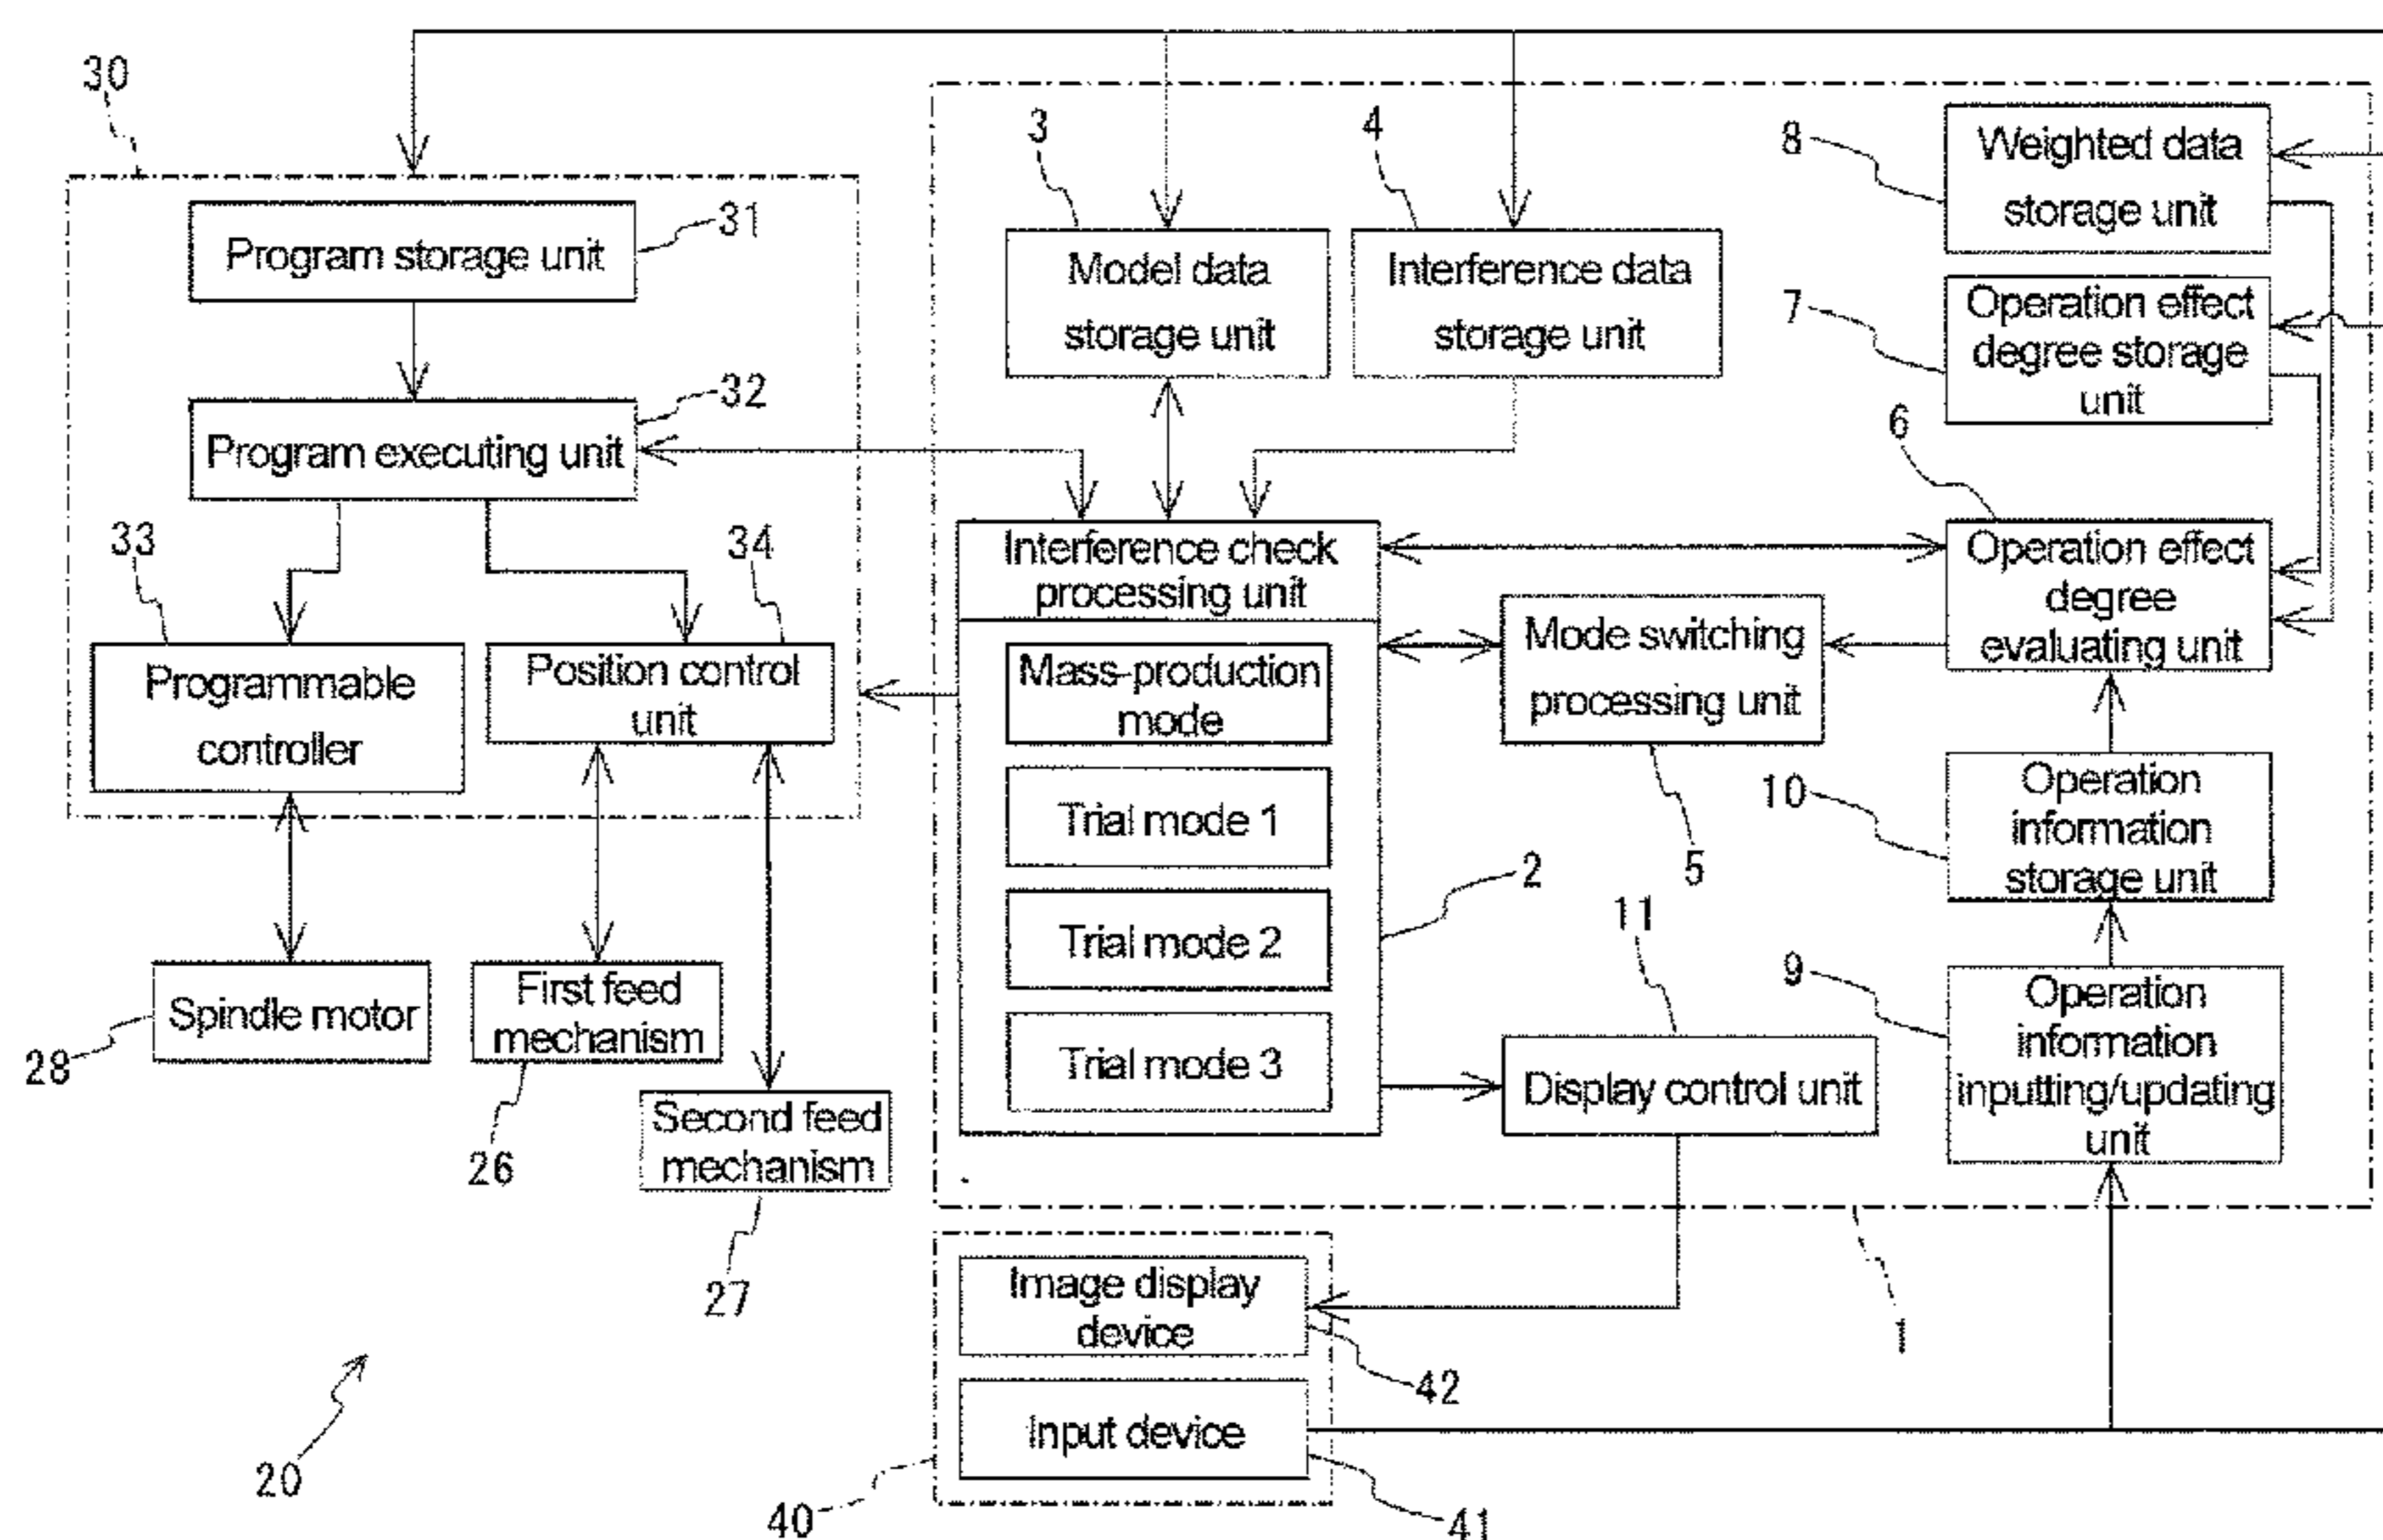 30
3
4
8
Weighted data
storage unit
31
Program storage unit
Model data
storage unit
Interference data
storage unit
7
Operation effect
degree storage
unit
32
Program executing unit
6
33
34
Interference check
processing unit
Operation effect
degree
evaluating unit
Programmable
controller
Position control
unit
Mass-production
mode
Mode switching
processing unit
5
Trial mode 1
10
Operation
information
storage unit
2
Trial mode 2
11
9
Operation
information
inputting/updating
unit
Spindle motor
28
First feed
mechanism
26
Trial mode 3
Display control unit
Second feed
mechanism
27
Image display
device
42
1
Input device
20
40
41